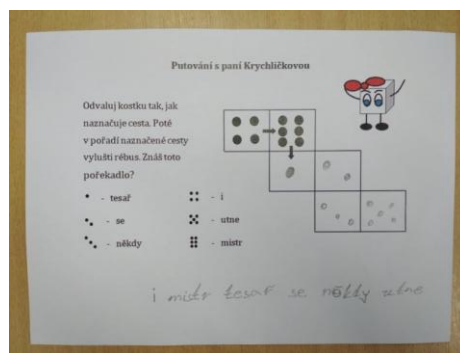 Putování s paní Krychličkovou
Odvaluj kostku tak, jak
naznačuje cesta. Poté
v pořadí naznačené cesty
vylušti rébus. Znáš toto
pořekadlo?
- tesař
- i
- se
- utne
- někdy
- mistr
i mistr tesař se někdy utne